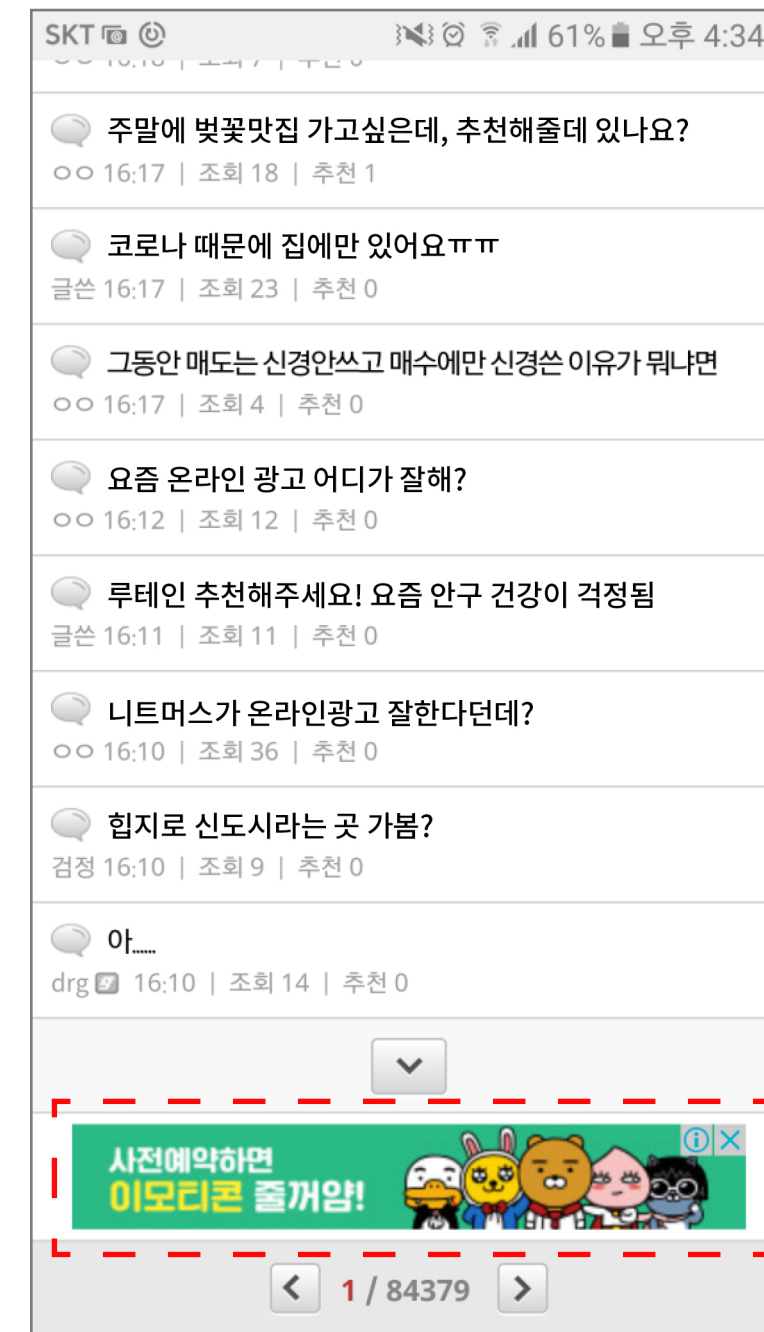 SKT 61% 오후 4:34
주말에 벚꽃맛집 가고싶은데, 추천해줄데 있나요?
ㅇㅇ 16:17 | 조회 18 | 추천 1
코로나 때문에 집에만 있어요ㅠㅠ
글쓴 16:17 | 조회 23 | 추천 0
그동안 매도는 신경안쓰고 매수에만 신경쓴 이유가 뭐냐면
ㅇㅇ 16:17 | 조회 4 | 추천 0
요즘 온라인 광고 어디가 잘해?
ㅇㅇ 16:12 | 조회 12 | 추천 0
루테인 추천해주세요! 요즘 안구 건강이 걱정됨
글쓴 16:11 | 조회 11 | 추천 0
니트머스가 온라인광고 잘한다던데?
ㅇㅇ 16:10 | 조회 36 | 추천 0
힙지로 신도시라는 곳 가봄?
검정 16:10 | 조회 9 | 추천 0
아......
drg 16:10 | 조회 14 | 추천 0
사전예약하면
이모티콘 줄꺼얌!
1 / 84379